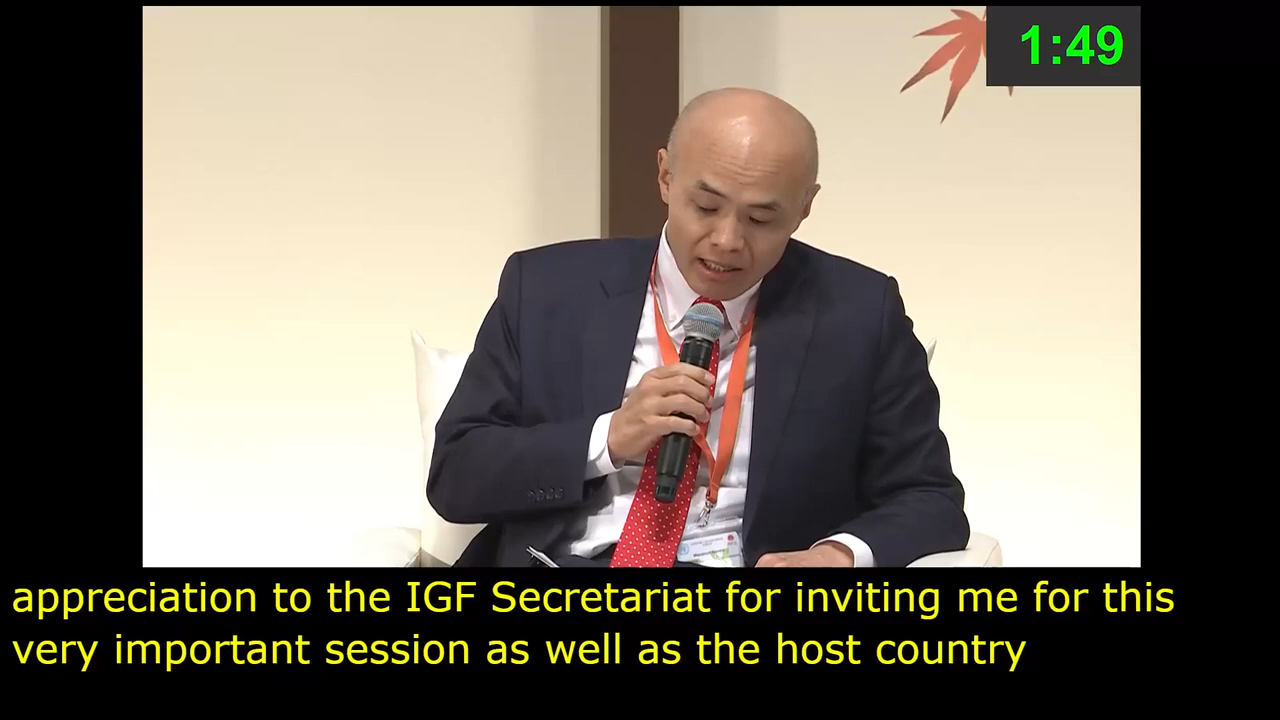 1:49
appreciation to the IGF Secretariat for inviting me for this
very important session as well as the host country